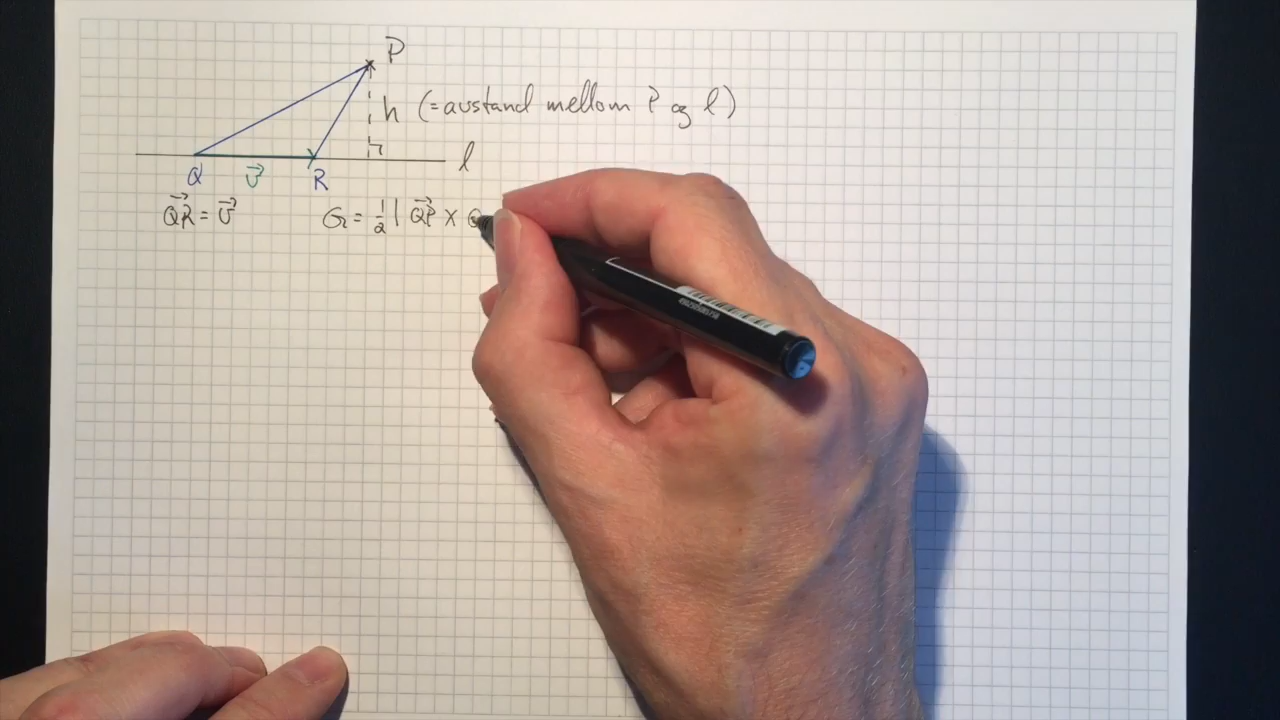 P
h (= avstand mellom P og l)
l
Q v⃗ R
QR⃗ = v⃗ G = 1/2 | QP⃗ × Q